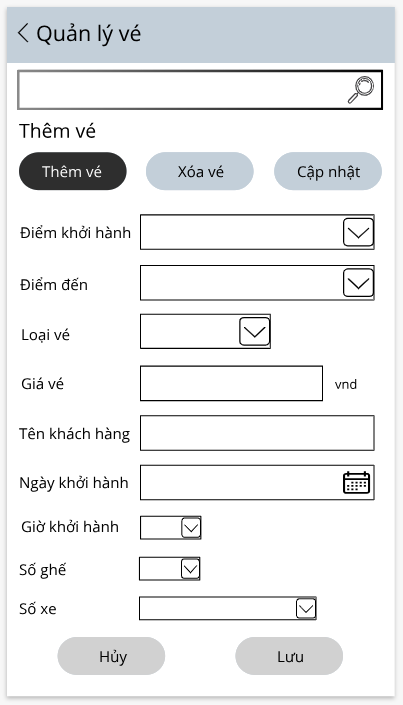 Quản lý vé
Thêm vé
Thêm vé Xóa vé Cập nhật
Điểm khởi hành
Điểm đến
Loại vé
Giá vé vnd
Tên khách hàng
Ngày khởi hành
Giờ khởi hành
Số ghế
Số xe
Hủy Lưu